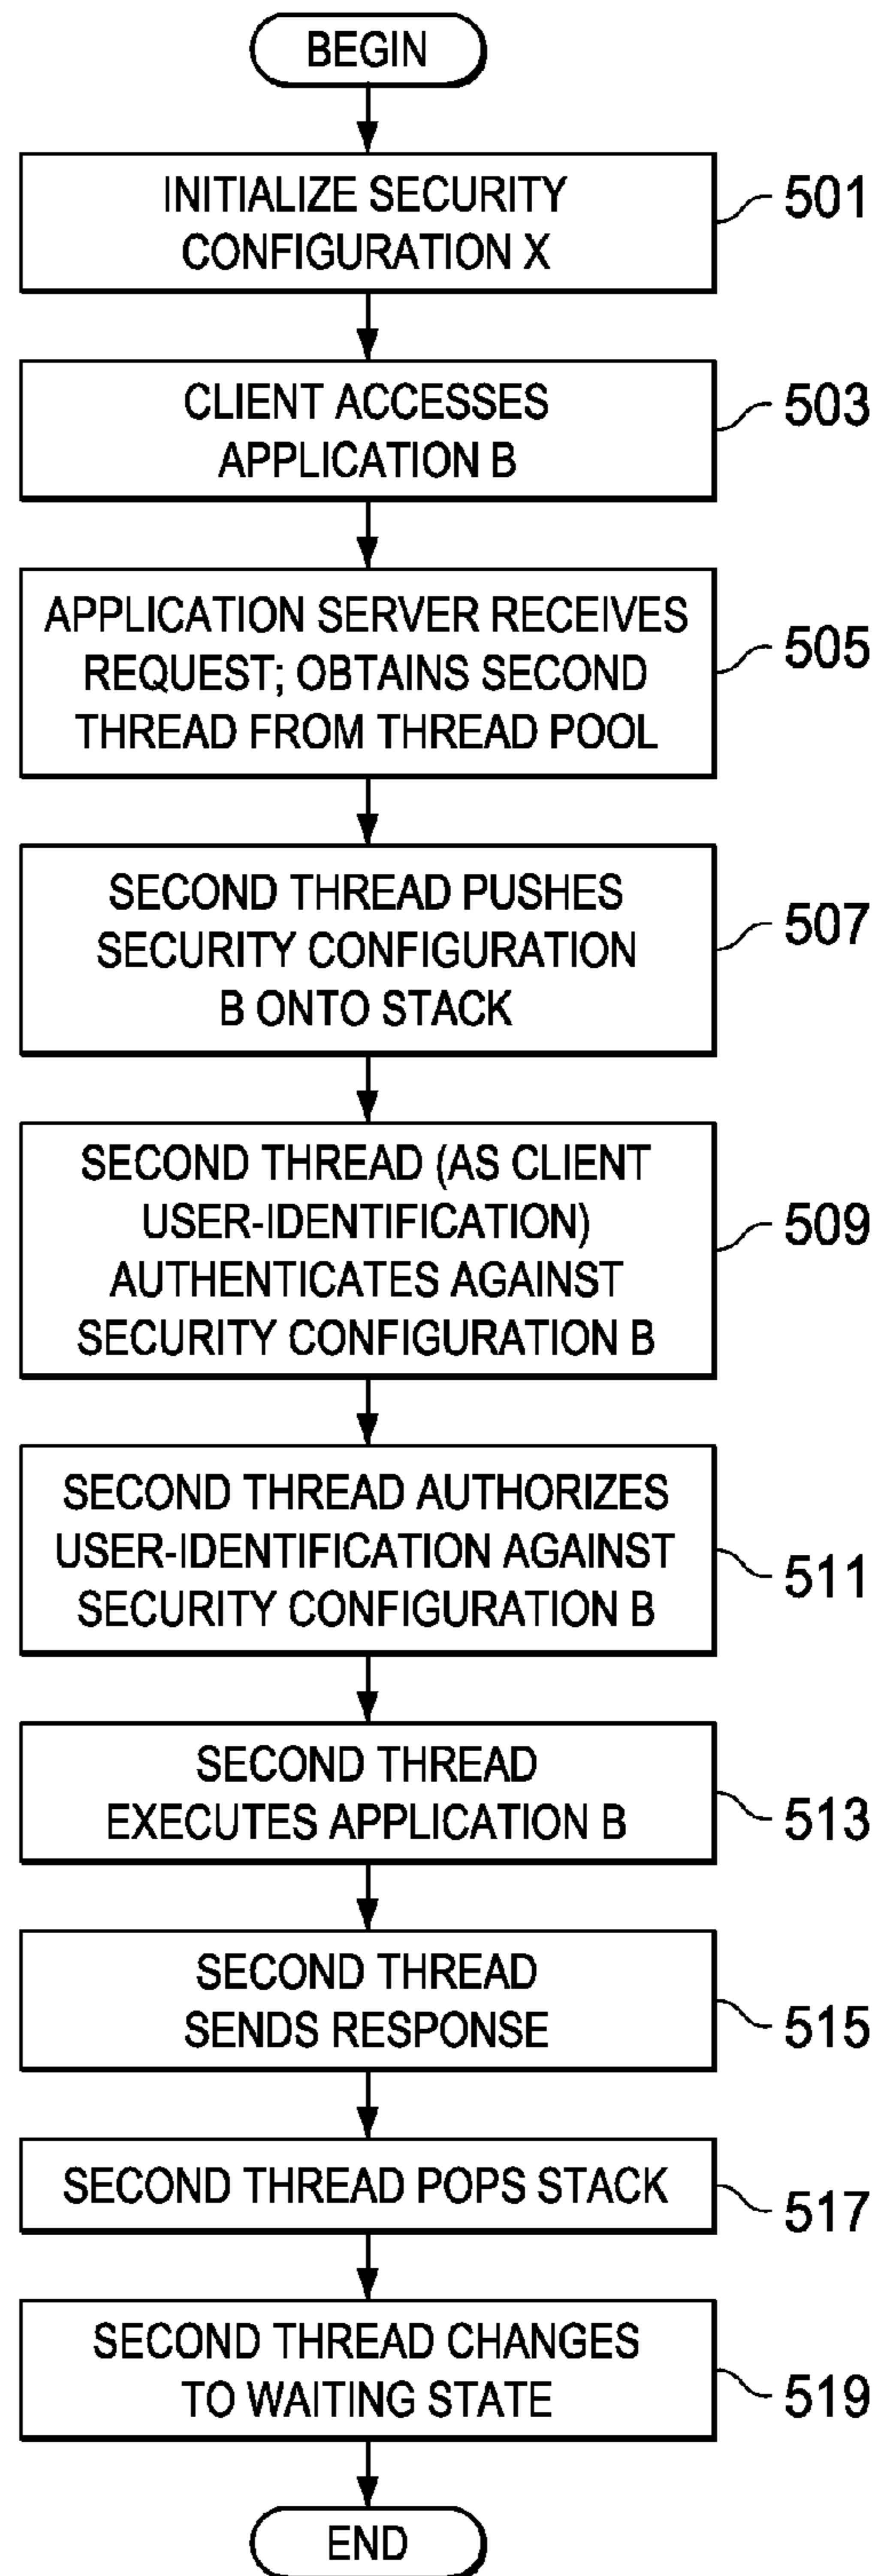 BEGIN
INITIALIZE SECURITY
CONFIGURATION X
501
CLIENT ACCESSES
APPLICATION B
503
APPLICATION SERVER RECEIVES
REQUEST; OBTAINS SECOND
THREAD FROM THREAD POOL
505
SECOND THREAD PUSHES
SECURITY CONFIGURATION
B ONTO STACK
507
SECOND THREAD (AS CLIENT
USER-IDENTIFICATION)
AUTHENTICATES AGAINST
SECURITY CONFIGURATION B
509
SECOND THREAD AUTHORIZES
USER-IDENTIFICATION AGAINST
SECURITY CONFIGURATION B
511
SECOND THREAD
EXECUTES APPLICATION B
513
SECOND THREAD
SENDS RESPONSE
515
SECOND THREAD POPS STACK
517
SECOND THREAD CHANGES
TO WAITING STATE
519
END